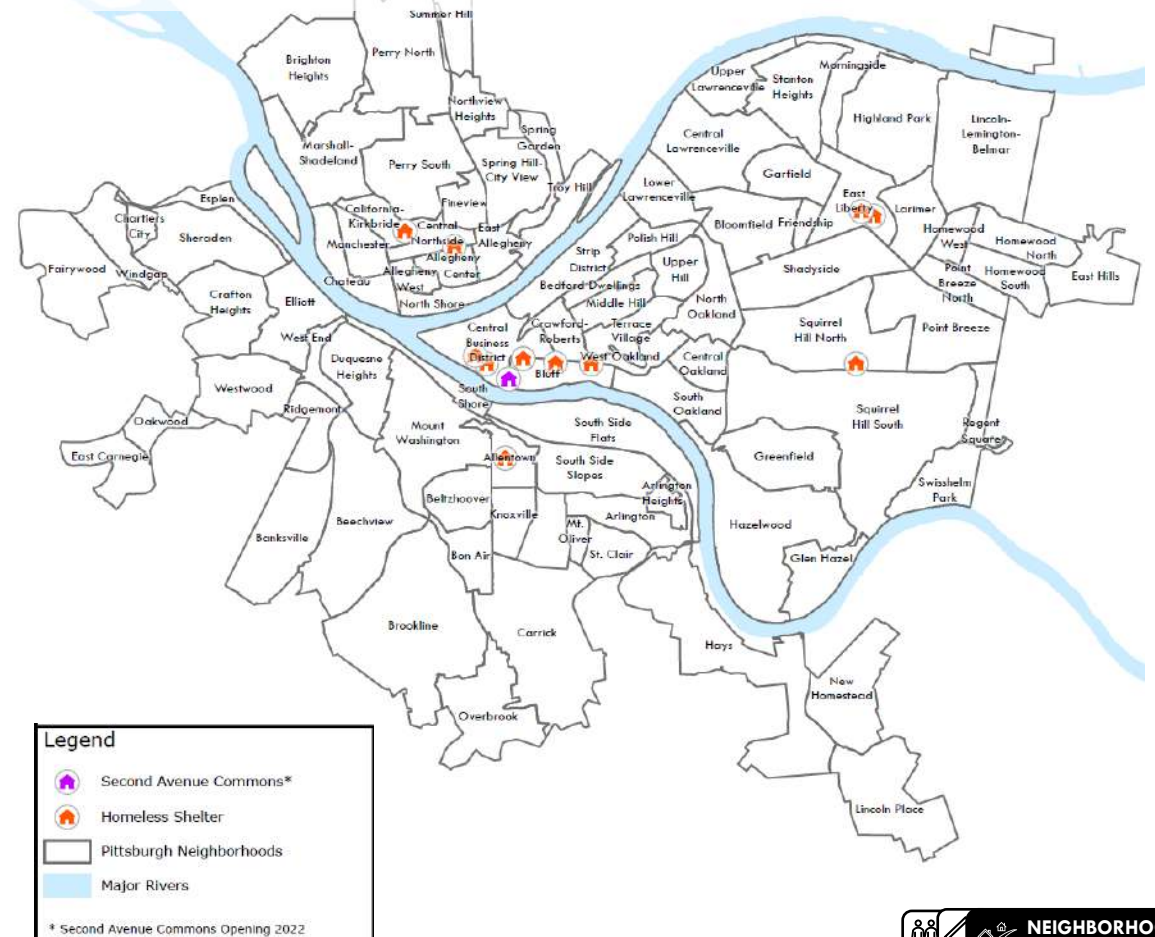 Summer Hill
Perry North
Brighton
Heights
Northview
Heights
Spring
Garden
Marshall-
Shadeland
Perry South
Spring Hill-
City View
Troy Hill
Fineview
California-
Kirkbride
Central
Northside
East
Allegheny
Manchester
Allegheny
Center
Allegheny
West
Chateau
North Shore
Upper
Lawrenceville
Stanton
Heights
Morningside
Highland Park
Lincoln-
Lemington-
Belmar
Central
Lawrenceville
Garfield
Lower
Lawrenceville
East
Liberty
Larimer
Bloomfield
Friendship
Homewood
West
Homewood
North
Homewood
South
East Hills
Point
Breeze
North
Point Breeze
Shadyside
Polish Hill
Strip
District
Upper
Hill
Bedford Dwellings
Middle Hill
North
Oakland
Crawford-
Roberts
Terrace
Village
Central
Business
District
Bluff
West Oakland
Central
Oakland
South
Oakland
Squirrel
Hill North
Squirrel
Hill South
Regent
Square
Swisshelm
Park
Greenfield
Hazelwood
Glen Hazel
Esplen
Chartiers
City
Sheraden
Fairywood
Windgap
Crafton
Heights
Elliott
West End
Duquesne
Heights
Westwood
Ridgemont
Oakwood
East Carnegie
South
Shore
Mount
Washington
South Side
Flats
Allentown
South Side
Slopes
Arlington
Heights
Arlington
Beltzhoover
Knoxville
Mt.
Oliver
St. Clair
Bon Air
Beechview
Banksville
Brookline
Carrick
Overbrook
Hays
New
Homestead
Lincoln Place
Legend
Second Avenue Commons*
Homeless Shelter
Pittsburgh Neighborhoods
Major Rivers
* Second Avenue Commons Opening 2022